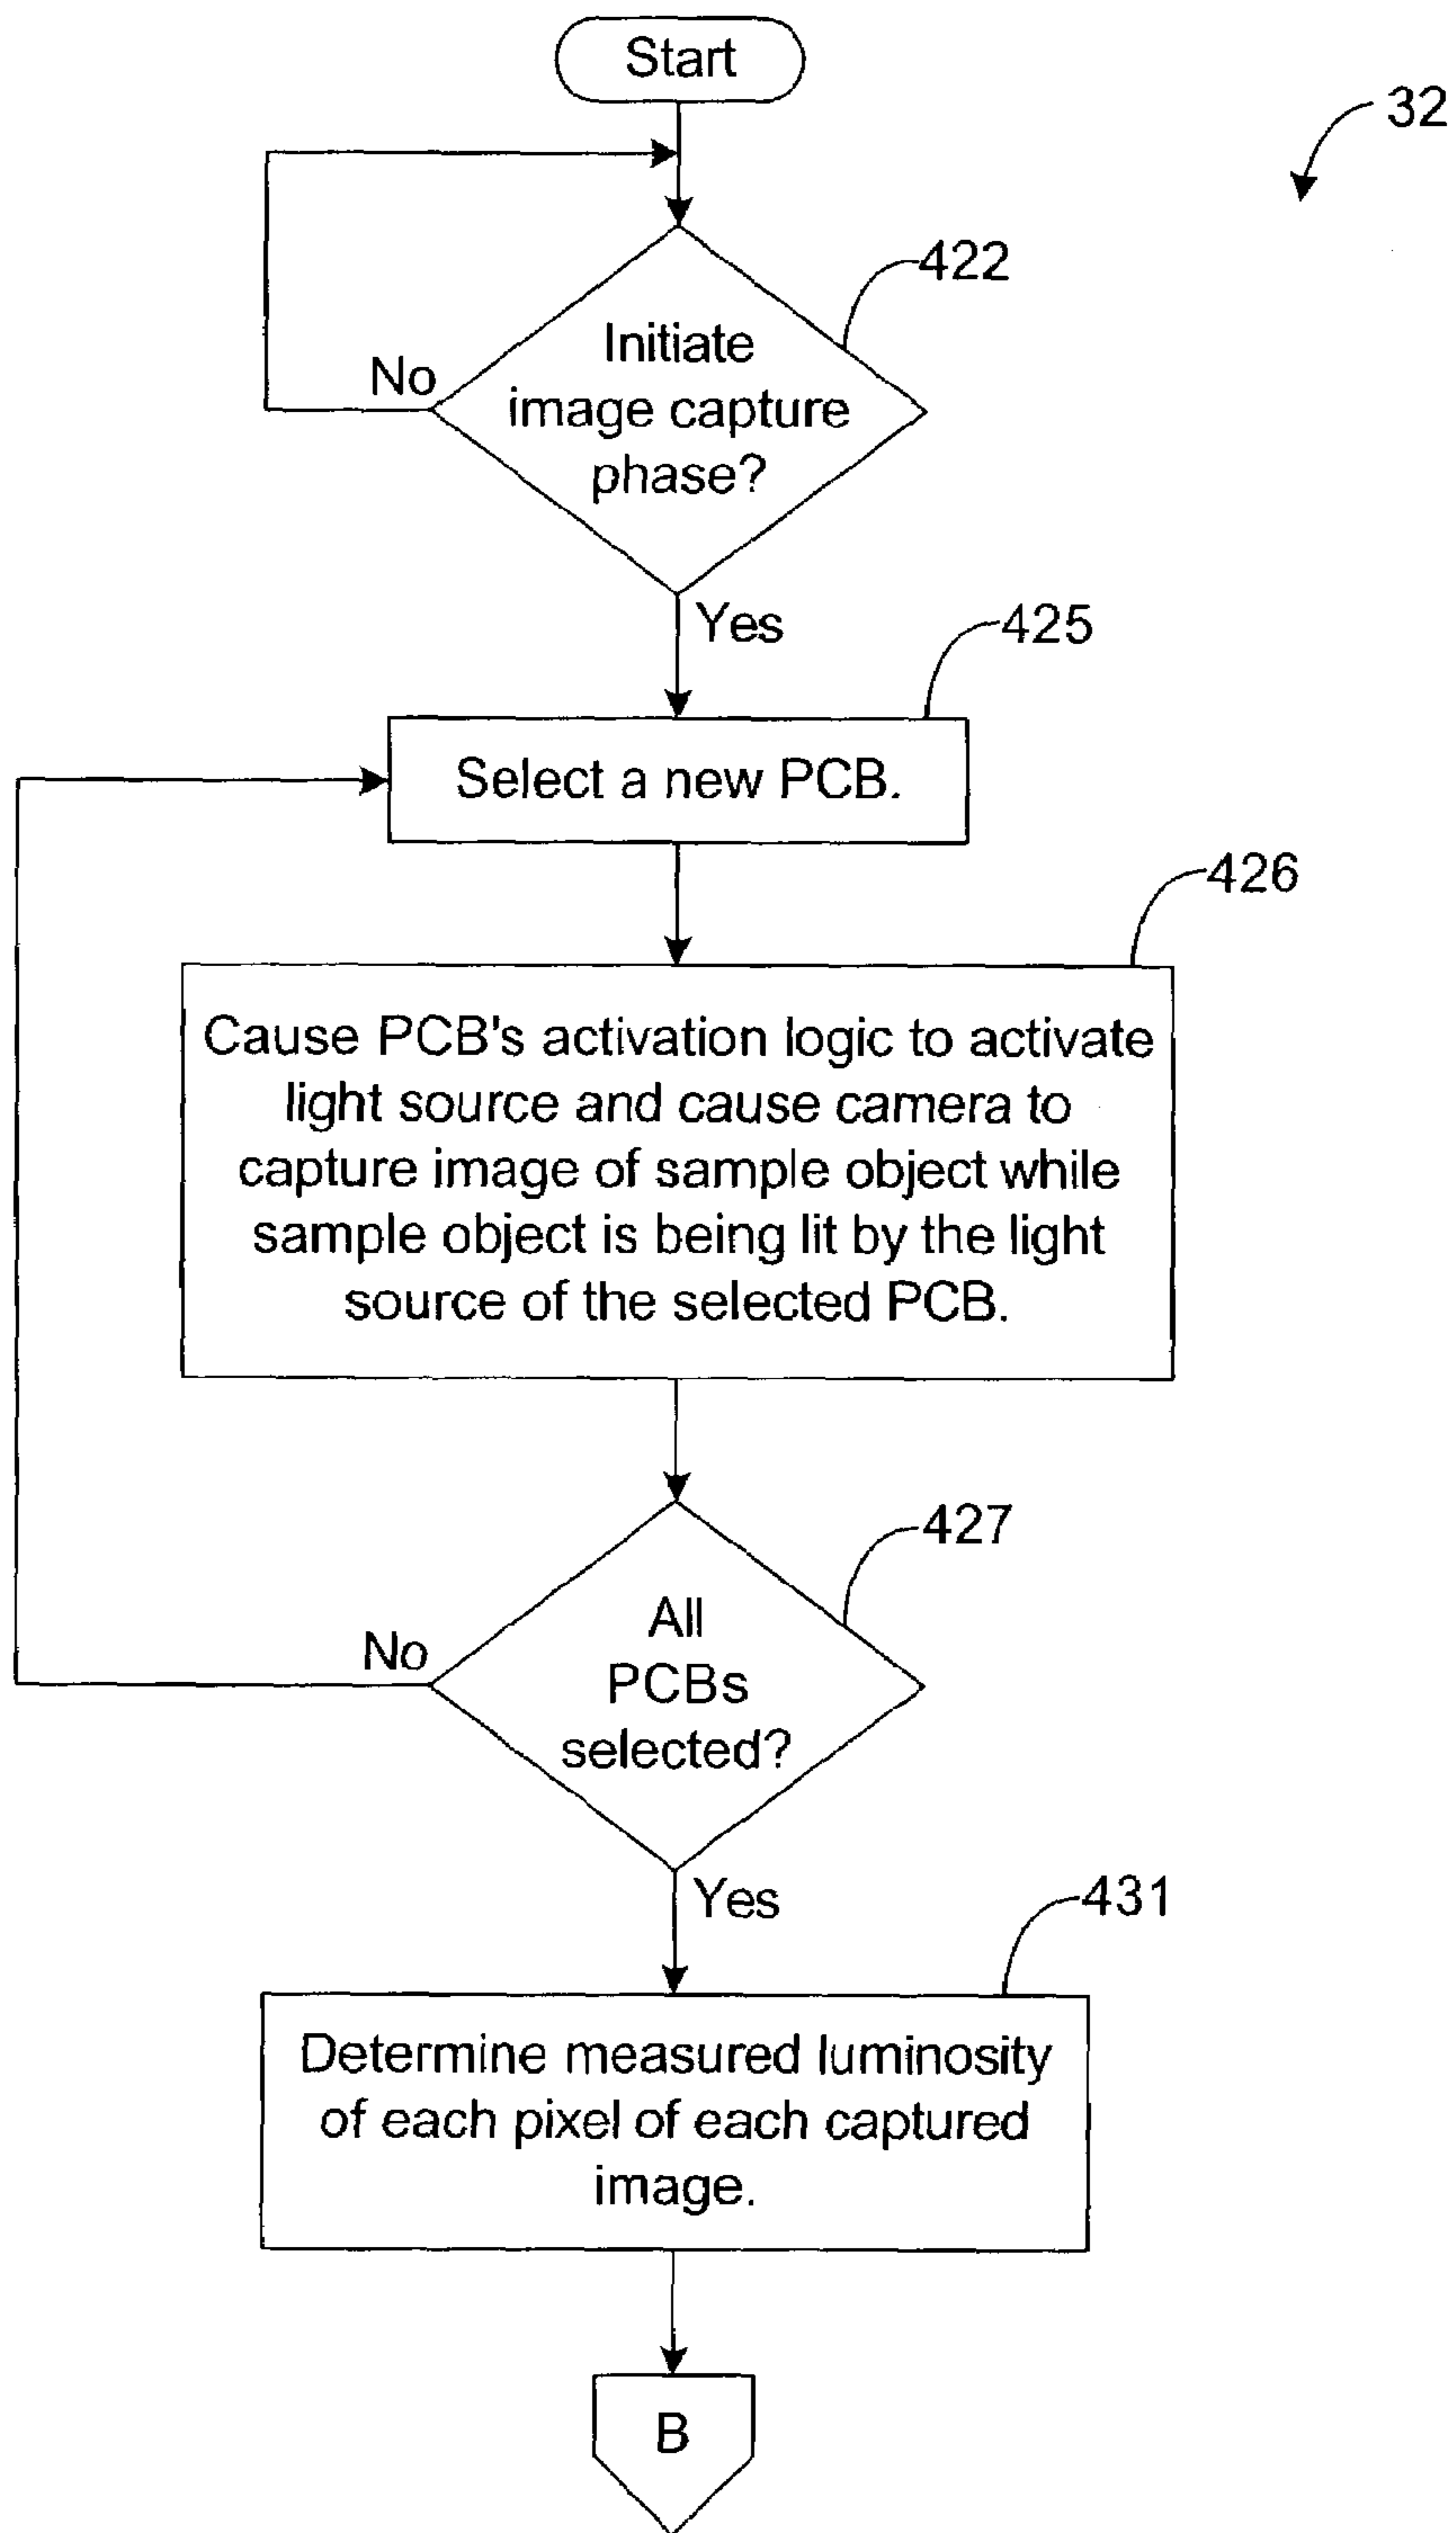 Start
32
422
Initiate
image capture
phase?
No
Yes
425
Select a new PCB.
426
Cause PCB's activation logic to activate
light source and cause camera to
capture image of sample object while
sample object is being lit by the light
source of the selected PCB.
427
All
PCBs
selected?
No
Yes
431
Determine measured luminosity
of each pixel of each captured
image.
B